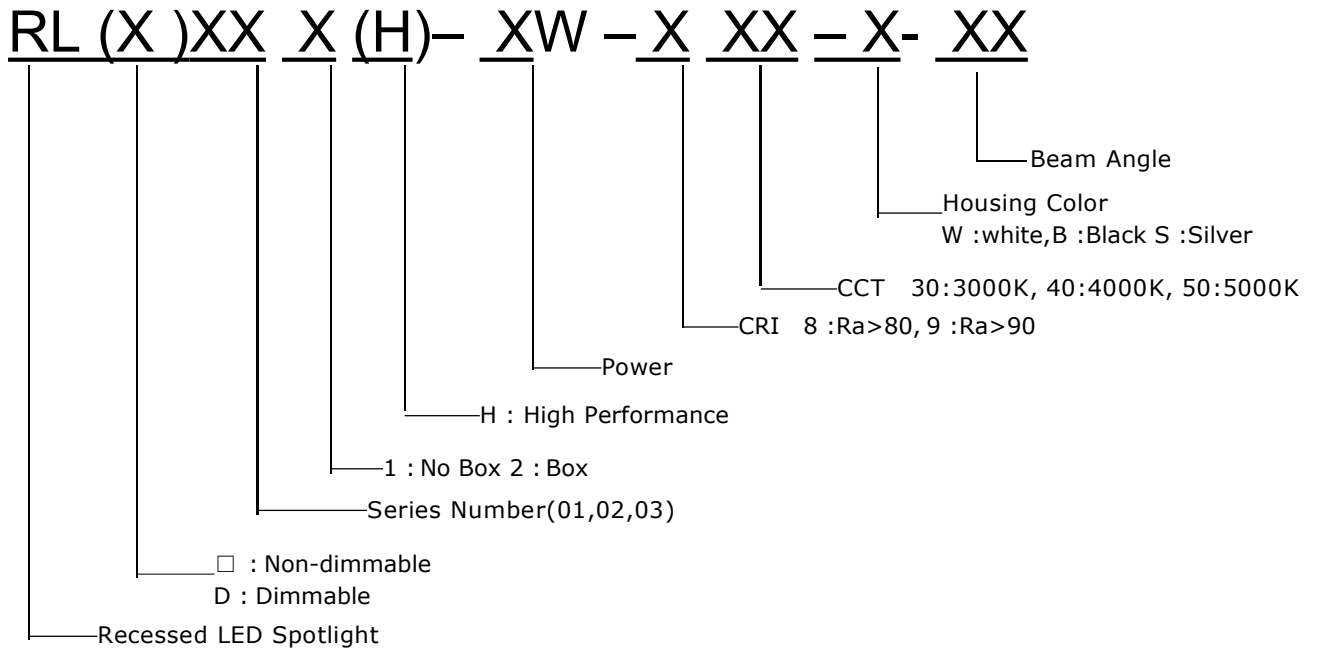 RL (X )XX X (H)– XW – X XX – X- XX
Beam Angle
Housing Color
W :white,B :Black S :Silver
CCT 30:3000K, 40:4000K, 50:5000K
CRI 8 :Ra>80, 9 :Ra>90
Power
H : High Performance
1 : No Box 2 : Box
Series Number(01,02,03)
□ : Non-dimmable
D : Dimmable
Recessed LED Spotlight